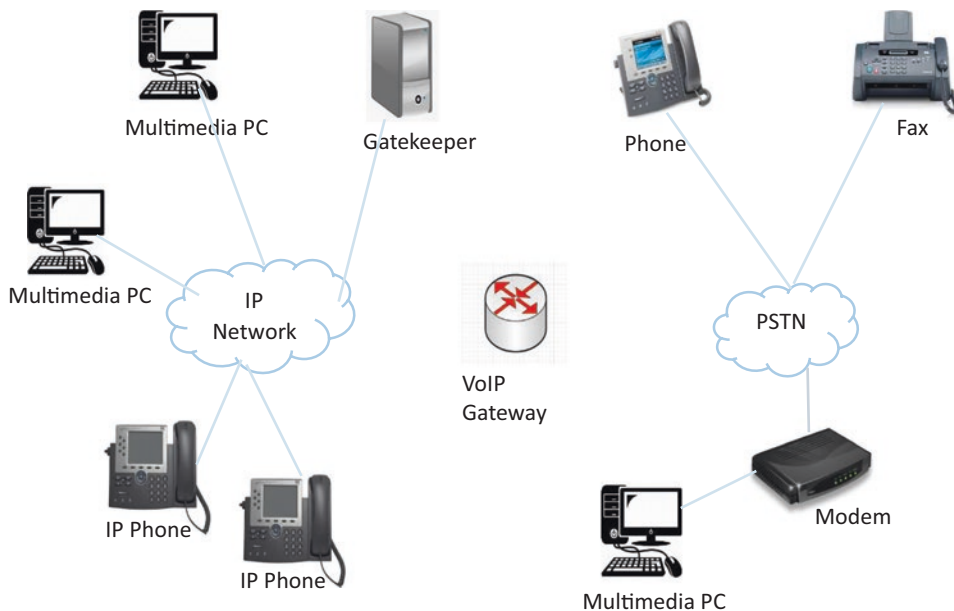 Multimedia PC
Gatekeeper
Phone
Fax
Multimedia PC
IP
Network
PSTN
VoIP
Gateway
IP Phone
IP Phone
Modem
Multimedia PC